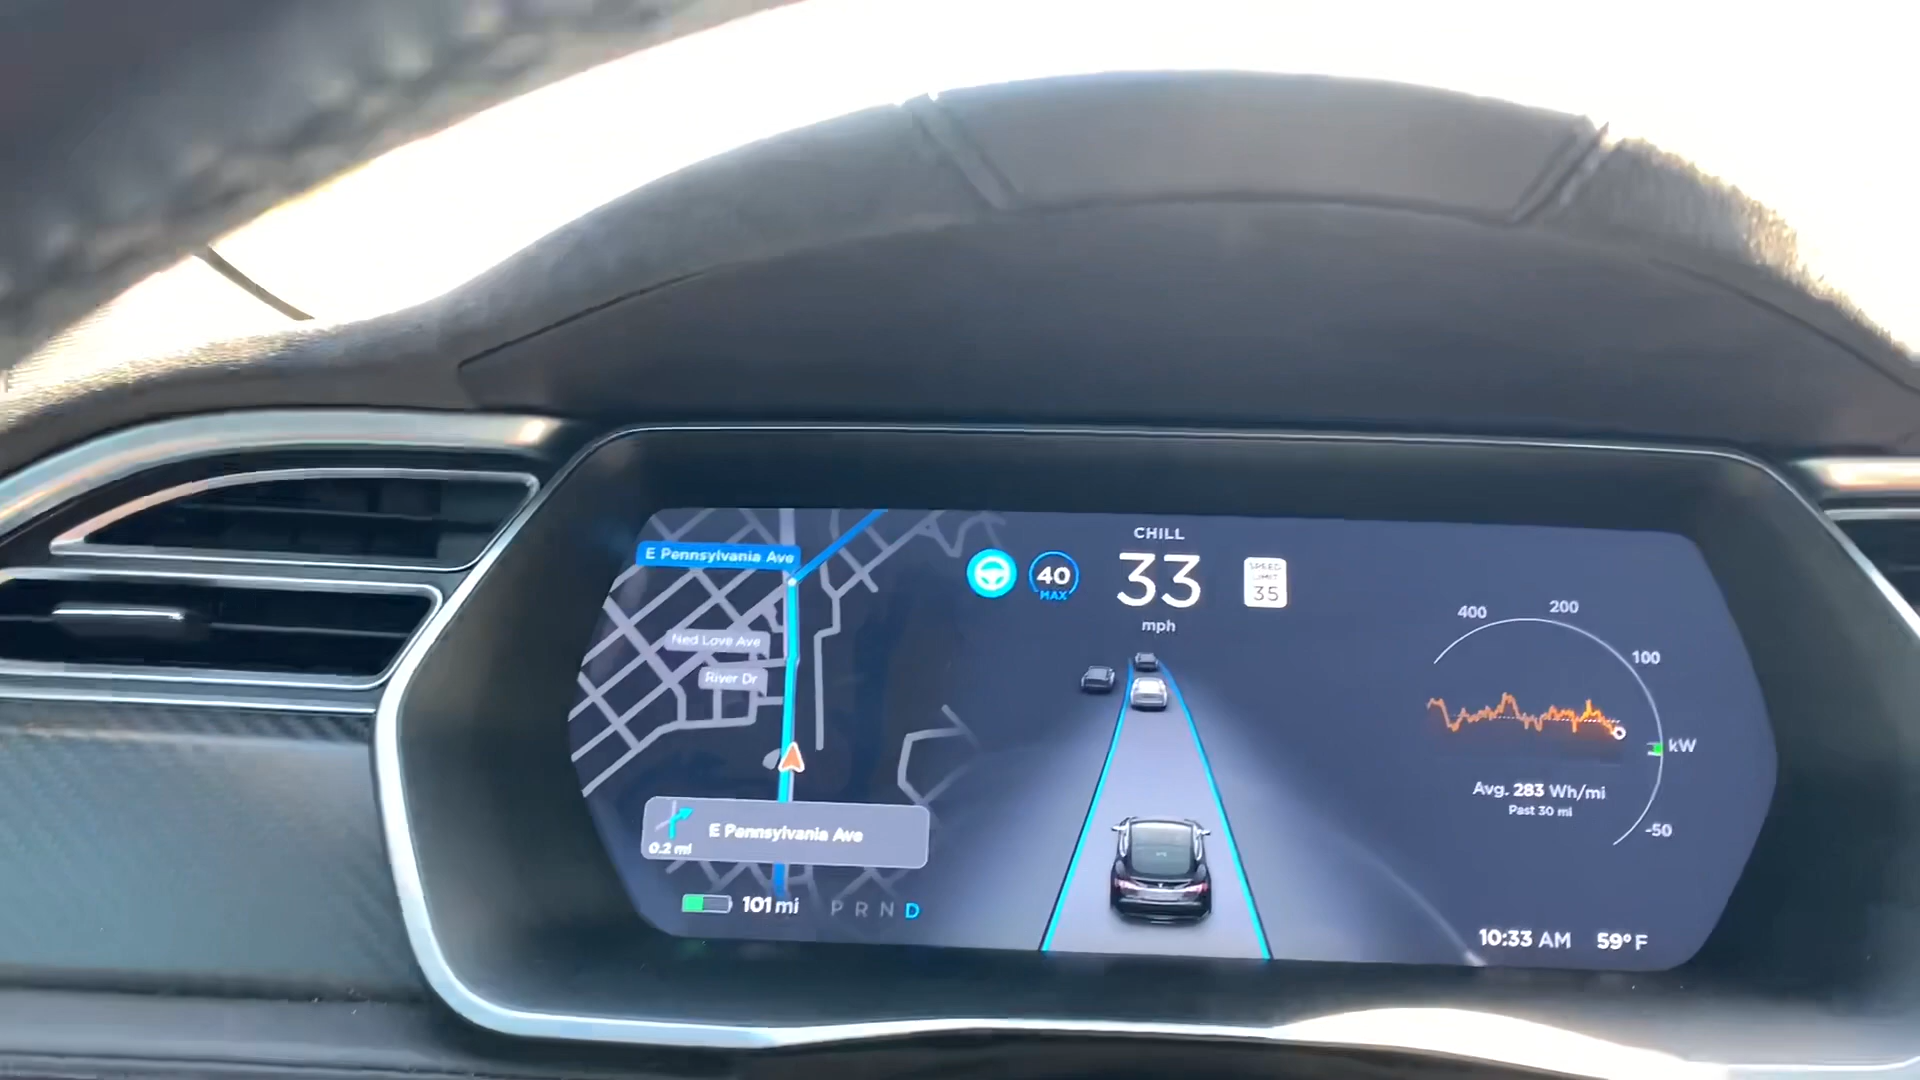 E Pennsylvania Ave
Ned Love Ave
River Dr
E Pennsylvania Ave
0.2 mi
101 mi
P R N D
CHILL
40
MAX
33
mph
SPEED
LIMIT
35
400
200
100
kW
-50
Avg. 283 Wh/mi
Past 30 mi
10:33 AM 59° F